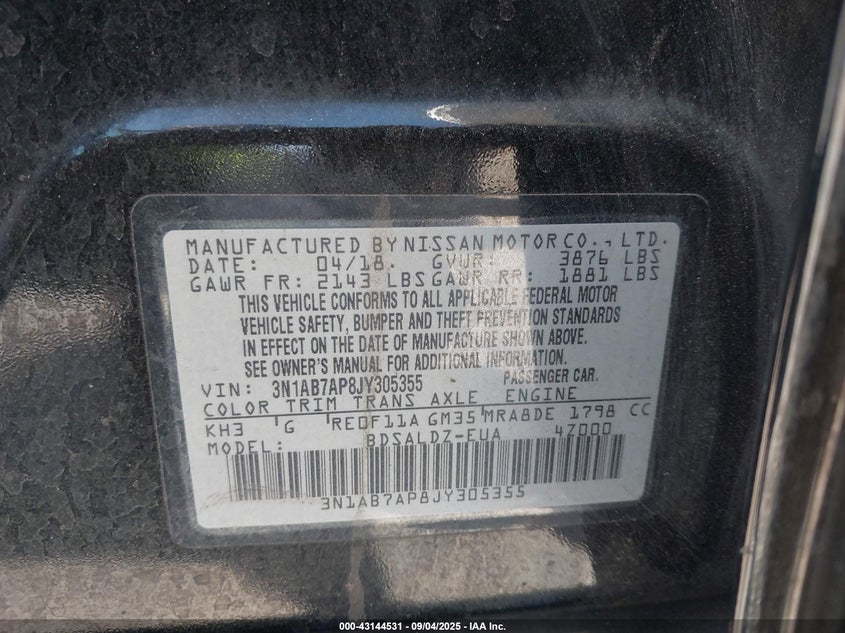 MANUFACTURED BY NISSAN MOTOR CO., LTD.
DATE: 04/18. GVWR: 3876 LBS
GAWR FR: 2143 LBS GAWR RR: 1881 LBS
THIS VEHICLE CONFORMS TO ALL APPLICABLE FEDERAL MOTOR
VEHICLE SAFETY, BUMPER AND THEFT PREVENTION STANDARDS
IN EFFECT ON THE DATE OF MANUFACTURE SHOWN ABOVE.
SEE OWNER'S MANUAL FOR ADDITIONAL INFORMATION.
VIN: 3N1AB7AP8JY305355 PASSENGER CAR.
COLOR TRIM TRANS AXLE ENGINE
KH3 G RE0F11A GM35 MRA8DE 1798 CC
MODEL: BDSALDZ-EUA 4Z000
3N1AB7AP8JY305355
000-43144531 - 09/04/2025 - IAA Inc.